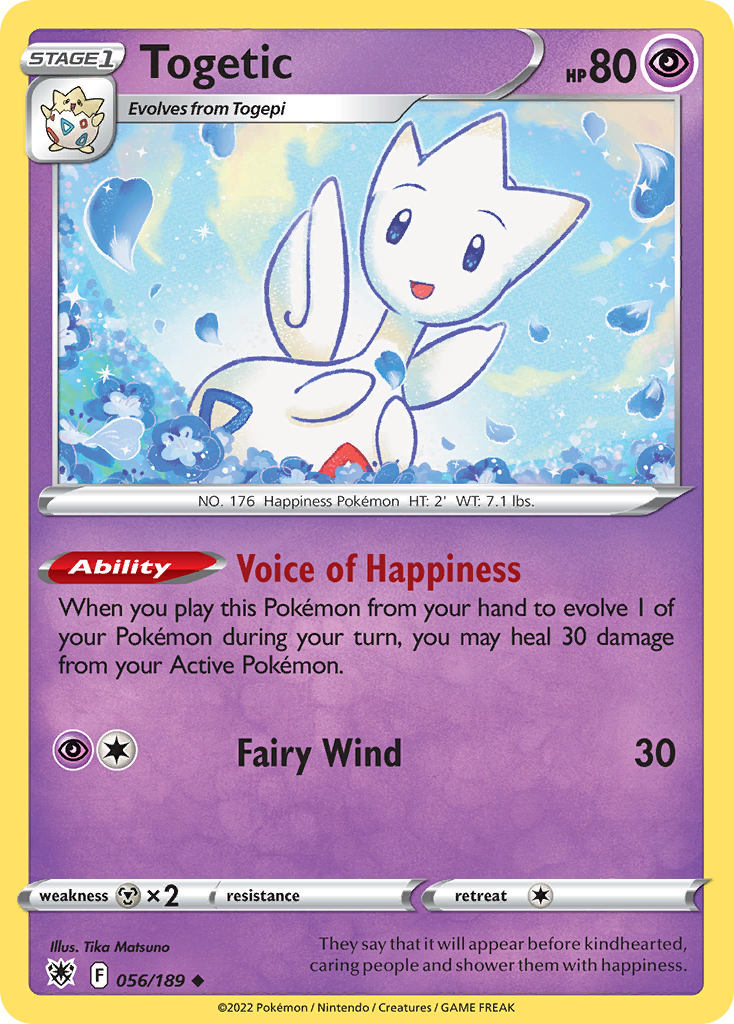 STAGE1
Togetic
HP80
Evolves from Togepi
NO. 176 Happiness Pokémon HT: 2' WT: 7.1 lbs.
Ability Voice of Happiness
When you play this Pokémon from your hand to evolve 1 of
your Pokémon during your turn, you may heal 30 damage
from your Active Pokémon.
Fairy Wind 30
weakness ×2 resistance retreat
Illus. Tika Matsuno
They say that it will appear before kindhearted,
caring people and shower them with happiness.
F 056/189
©2022 Pokémon / Nintendo / Creatures / GAME FREAK